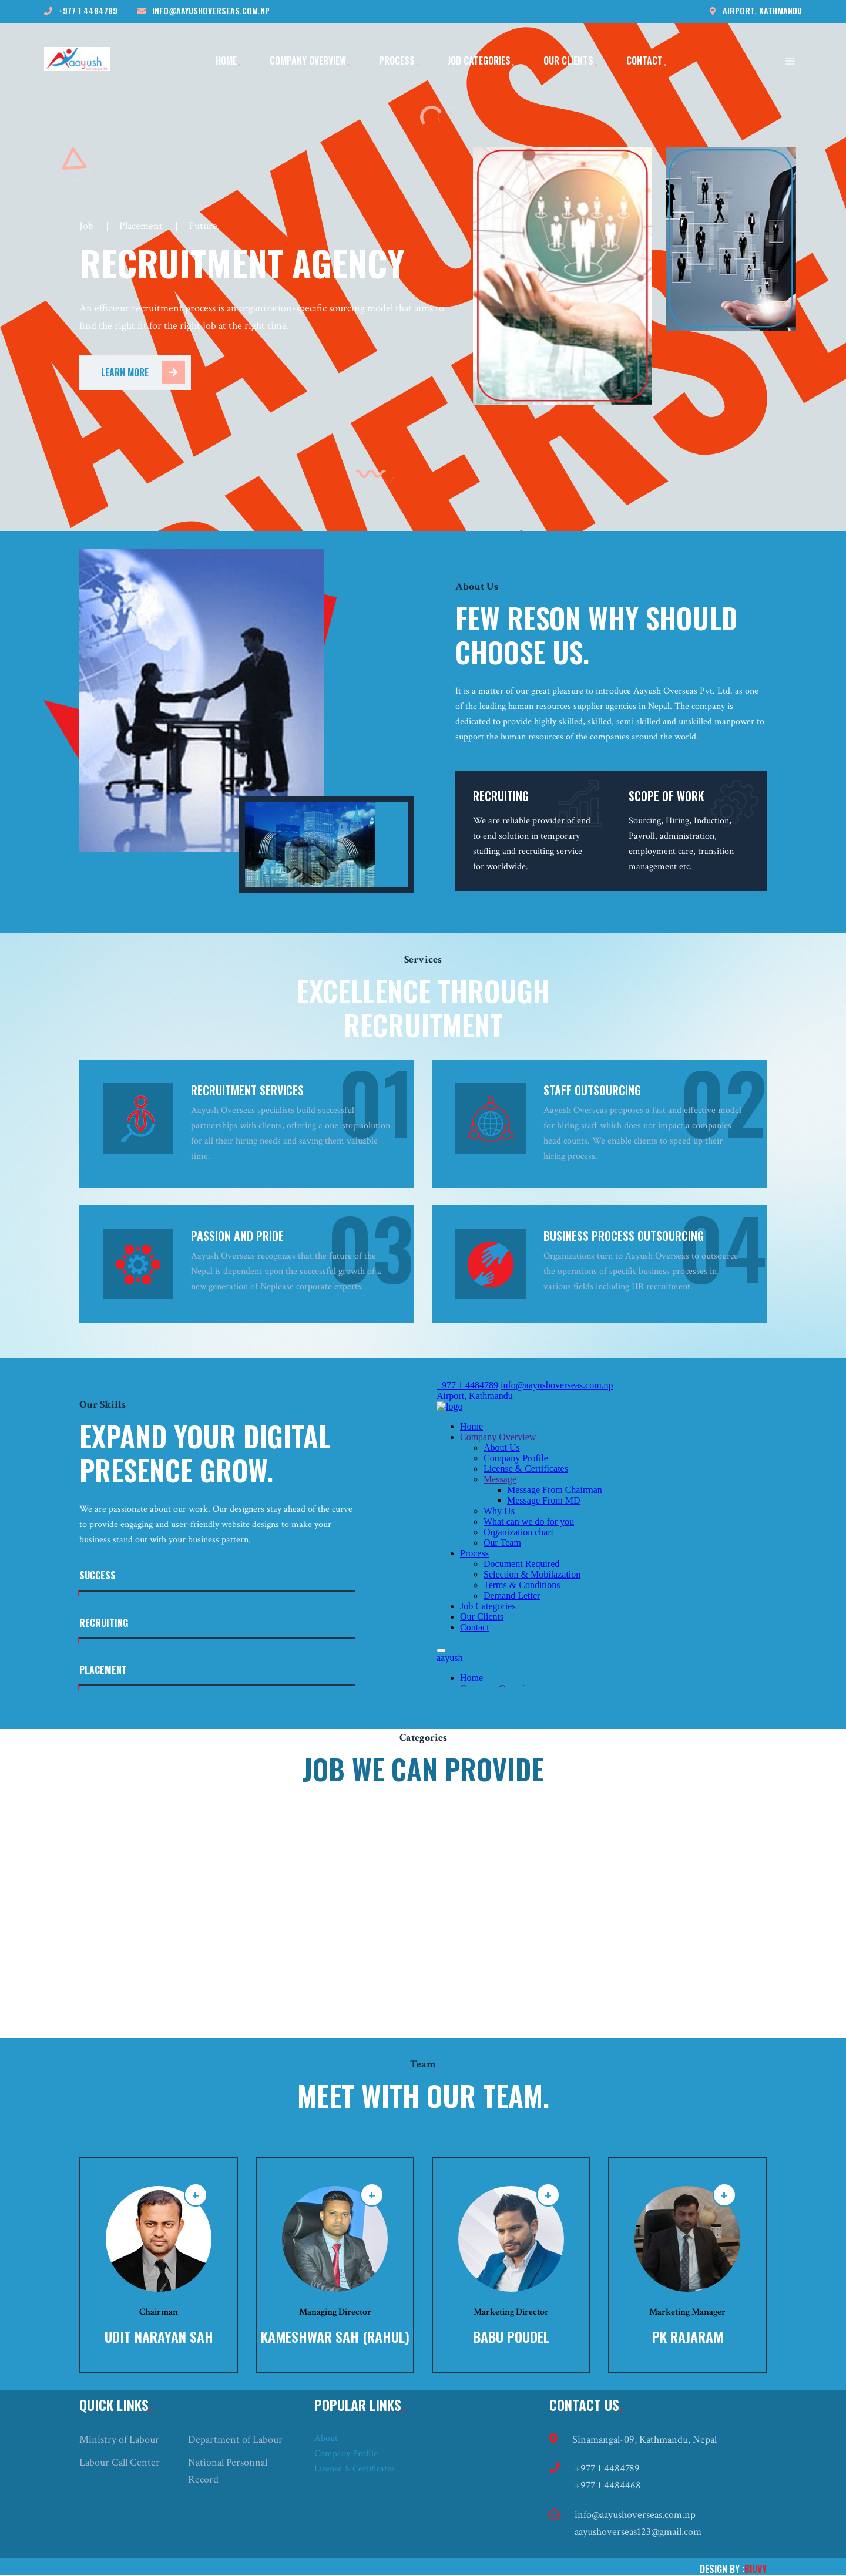 +977 1 4484789 INFO@AAYUSHOVERSEAS.COM.NP AIRPORT, KATHMANDU
aayush
HOME COMPANY OVERVIEW PROCESS JOB CATEGORIES OUR CLIENTS CONTACT
AAYUSH
OVERSE
Job | Placement | Future
RECRUITMENT AGENCY
An efficient recruitment process is an organization-specific sourcing model that aims to
find the right fit for the right job at the right time.
LEARN MORE
About Us
FEW RESON WHY SHOULD
CHOOSE US.
It is a matter of our great pleasure to introduce Aayush Overseas Pvt. Ltd. as one
of the leading human resources supplier agencies in Nepal. The company is
dedicated to provide highly skilled, skilled, semi skilled and unskilled manpower to
support the human resources of the companies around the world.
RECRUITING
We are reliable provider of end
to end solution in temporary
staffing and recruiting service
for worldwide.
SCOPE OF WORK
Sourcing, Hiring, Induction,
Payroll, administration,
employment care, transition
management etc.
Services
EXCELLENCE THROUGH
RECRUITMENT
01
RECRUITMENT SERVICES
Aayush Overseas specialists build successful
partnerships with clients, offering a one-stop solution
for all their hiring needs and saving them valuable
time.
02
STAFF OUTSOURCING
Aayush Overseas proposes a fast and effective model
for hiring staff which does not impact a companies
head counts. We enable clients to speed up their
hiring process.
03
PASSION AND PRIDE
Aayush Overseas recognizes that the future of the
Nepal is dependent upon the successful growth of a
new generation of Neplease corporate experts.
04
BUSINESS PROCESS OUTSOURCING
Organizations turn to Aayush Overseas to outsource
the operations of specific business processes in
various fields including HR recruitment.
Our Skills
EXPAND YOUR DIGITAL
PRESENCE GROW.
We are passionate about our work. Our designers stay ahead of the curve
to provide engaging and user-friendly website designs to make your
business stand out with your business pattern.
SUCCESS
RECRUITING
PLACEMENT
+977 1 4484789 info@aayushoverseas.com.np
Airport, Kathmandu
logo
Home
Company Overview
About Us
Company Profile
License & Certificates
Message
Message From Chairman
Message From MD
Why Us
What can we do for you
Organization chart
Our Team
Process
Document Required
Selection & Mobilazation
Terms & Conditions
Demand Letter
Job Categories
Our Clients
Contact
aayush
Home
Categories
JOB WE CAN PROVIDE
Team
MEET WITH OUR TEAM.
Chairman
UDIT NARAYAN SAH
Managing Director
KAMESHWAR SAH (RAHUL)
Marketing Director
BABU POUDEL
Marketing Manager
PK RAJARAM
QUICK LINKS.
Ministry of Labour
Labour Call Center
Department of Labour
National Personnal
Record
POPULAR LINKS.
About
Company Profile
License & Certificates
CONTACT US.
Sinamangal-09, Kathmandu, Nepal
+977 1 4484789
+977 1 4484468
info@aayushoverseas.com.np
aayushoverseas123@gmail.com
DESIGN BY :BIUVY